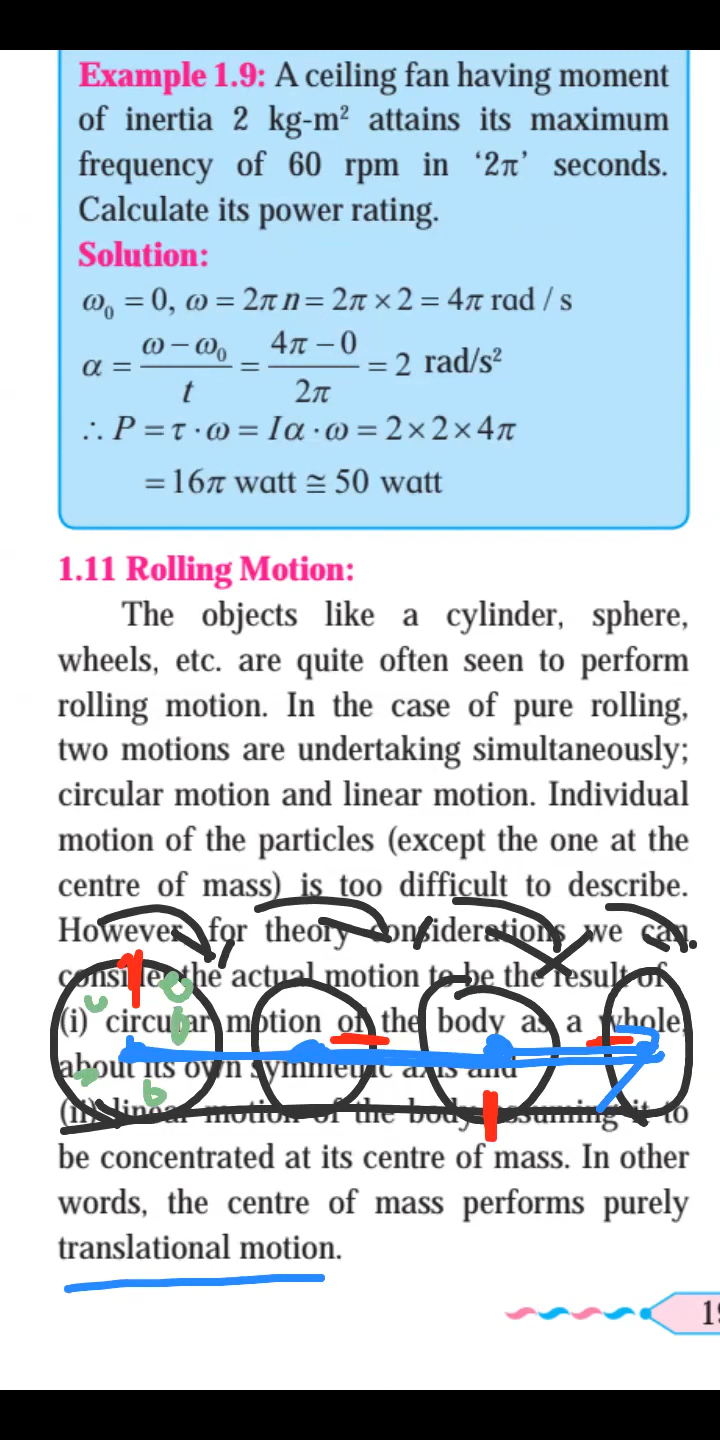 Example 1.9: A ceiling fan having moment
of inertia 2 kg-m² attains its maximum
frequency of 60 rpm in ‘2π’ seconds.
Calculate its power rating.
Solution:
ω₀ = 0, ω = 2π n = 2π × 2 = 4π rad / s
α = (ω − ω₀)/t = (4π − 0)/2π = 2 rad/s²
∴ P = τ · ω = Iα · ω = 2 × 2 × 4π
= 16π watt ≅ 50 watt
1.11 Rolling Motion:
The objects like a cylinder, sphere,
wheels, etc. are quite often seen to perform
rolling motion. In the case of pure rolling,
two motions are undertaking simultaneously;
circular motion and linear motion. Individual
motion of the particles (except the one at the
centre of mass) is too difficult to describe.
However, for theory considerations we can
consider the actual motion to be the result of
(i) circular motion of the body as a whole,
about its own symmetric axis and
(ii) linear motion of the body assuming it to
be concentrated at its centre of mass. In other
words, the centre of mass performs purely
translational motion.